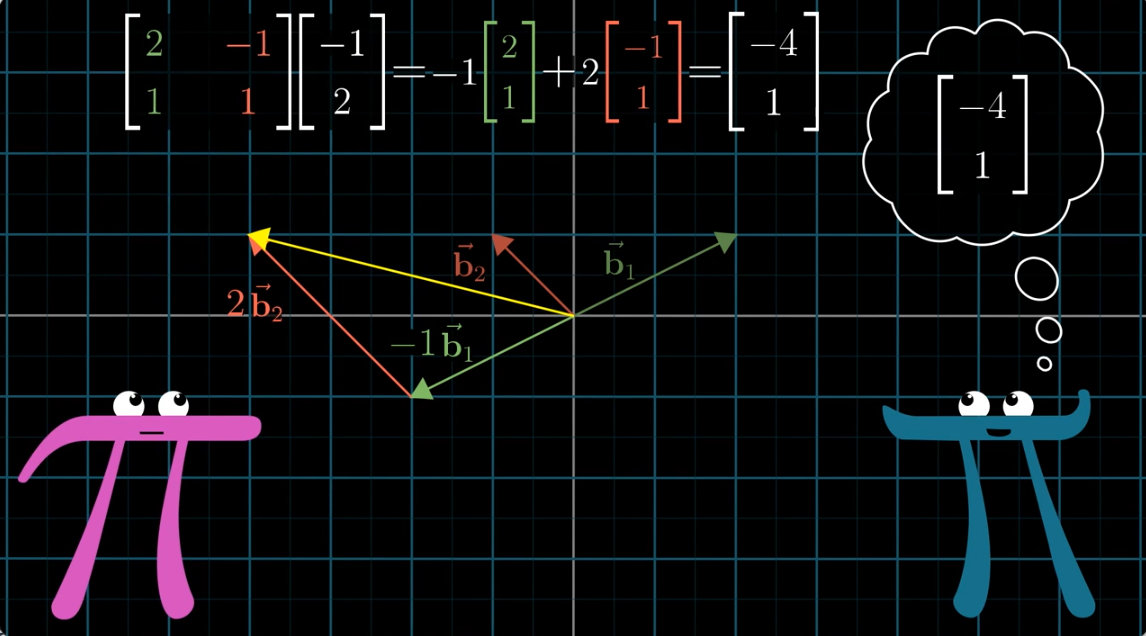 [2 -1; 1 1] [-1; 2] = -1 [2; 1] + 2 [-1; 1] = [-4; 1]
[-4; 1]
b⃗₂
b⃗₁
2b⃗₂
-1b⃗₁